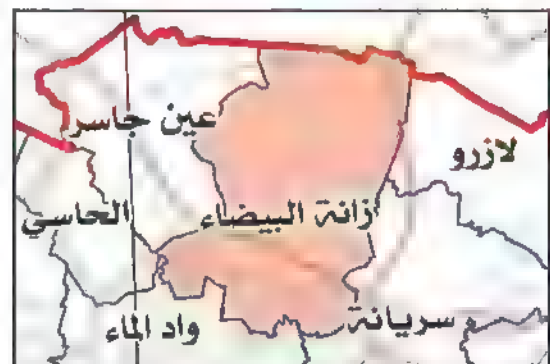 عين جاسر
لازرو
الحاسي
زانة البيضاء
واد الماء
سريانة